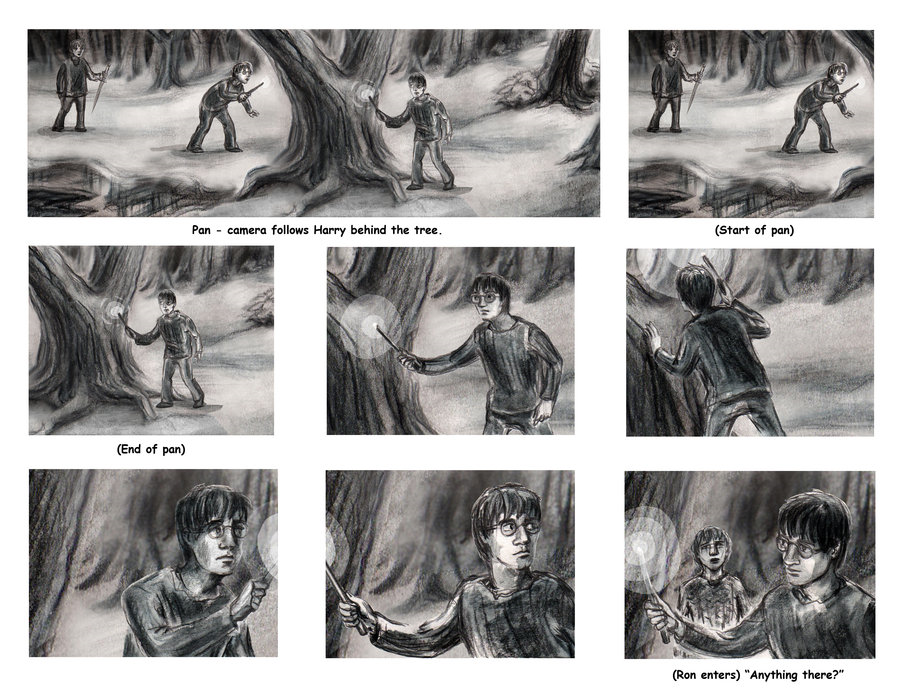 Pan - camera follows Harry behind the tree.
(Start of pan)
(End of pan)
(Ron enters) “Anything there?”